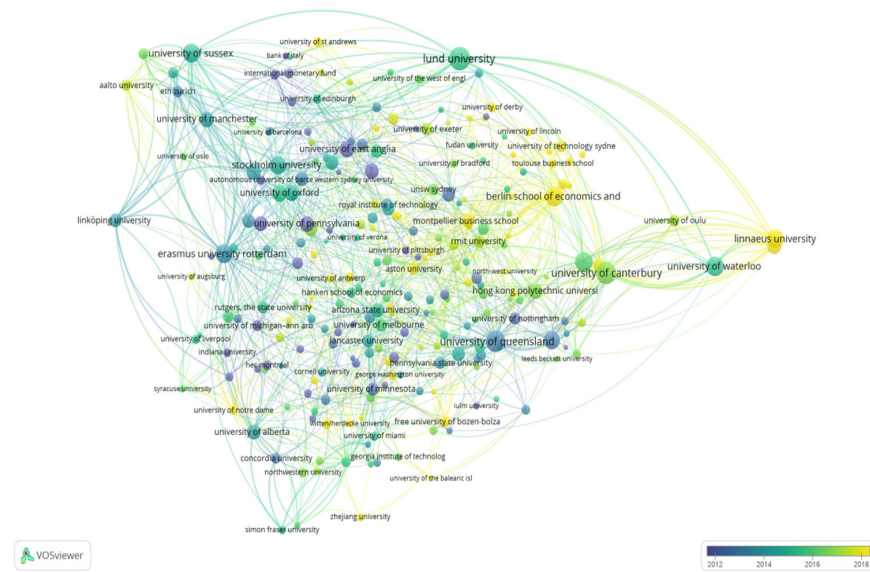 university of st andrews
university of sussex
bank of italy
lund university
international monetary fund
university of the west of engl
aalto university
eth zurich
university of edinburgh
university of derby
university of manchester
university of barcelona
university of exeter
university of lincoln
fudan university
university of technology sydne
university of east anglia
university of oslo
stockholm university
university of bradford
toulouse business school
autonomous university of barce
western sydney university
university of oxford
unsw sydney
berlin school of economics and
royal institute of technology
linköping university
university of pennsylvania
montpellier business school
university of oulu
university of verona
rmit university
linnaeus university
university of pittsburgh
erasmus university rotterdam
aston university
north-west university
university of canterbury
university of waterloo
university of augsburg
university of antwerp
hanken school of economics
hong kong polytechnic universi
rutgers, the state university
arizona state university
university of nottingham
university of michigan-ann arb
university of melbourne
university of liverpool
lancaster university
university of queensland
indiana university
leeds beckett university
hec montréal
pennsylvania state university
cornell university
george washington university
syracuse university
university of minnesota
iulm university
university of notre dame
witten/herdecke university
free university of bozen-bolza
university of alberta
university of miami
concordia university
georgia institute of technolog
northwestern university
university of the balearic isl
zhejiang university
simon fraser university
VOSviewer
2012
2014
2016
2018